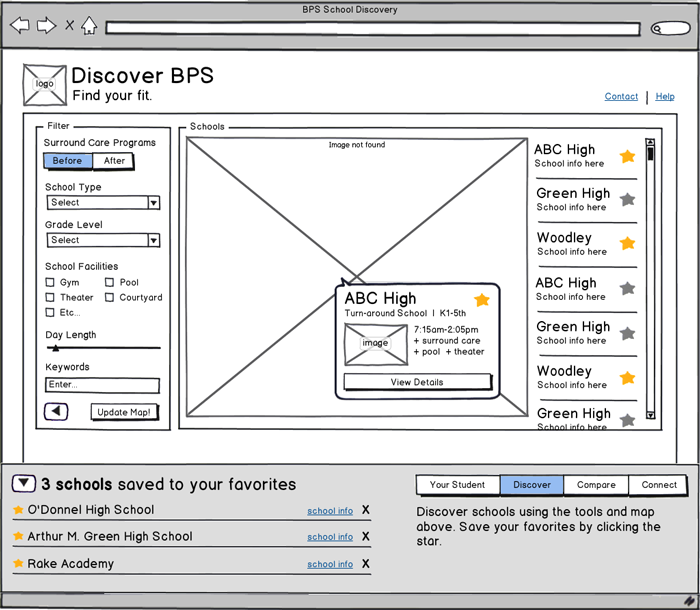 BPS School Discovery
X
logo
Discover BPS
Find your fit.
Contact | Help
Filter
Surround Care Programs
Before
After
School Type
Select
Grade Level
Select
School Facilities
Gym
Pool
Theater
Courtyard
Etc...
Day Length
Keywords
Enter...
Update Map!
Schools
Image not found
ABC High
Turn-around School | K1-5th
image
7:15am-2:05pm
+ surround care
+ pool + theater
View Details
ABC High
School info here
Green High
School info here
Woodley
School info here
ABC High
School info here
Green High
School info here
Woodley
School info here
Green High
School info here
3 schools saved to your favorites
O'Donnel High School school info X
Arthur M. Green High School school info X
Rake Academy school info X
Your Student
Discover
Compare
Connect
Discover schools using the tools and map
above. Save your favorites by clicking the
star.